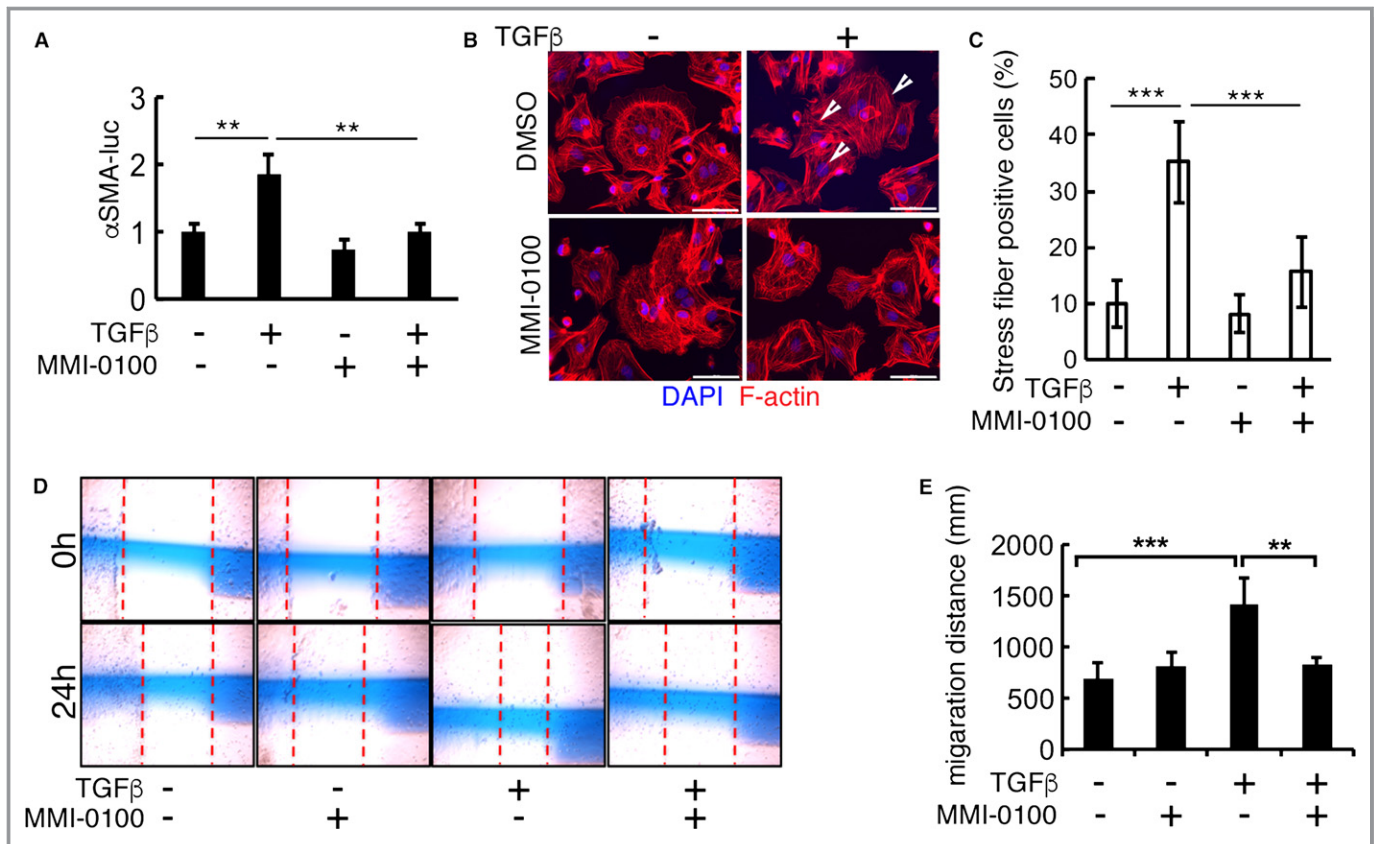 A
αSMA-luc
3
2
1
0
** **
TGFβ - + - +
MMI-0100 - - + +
B
TGFβ - +
DMSO
MMI-0100
DAPI F-actin
C
Stress fiber positive cells (%)
50
40
30
20
10
0
*** ***
TGFβ - + - +
MMI-0100 - - + +
D
0h
24h
TGFβ - - + +
MMI-0100 - + - +
E
migaration distance (mm)
2000
1500
1000
500
0
*** **
TGFβ - - + +
MMI-0100 - + - +